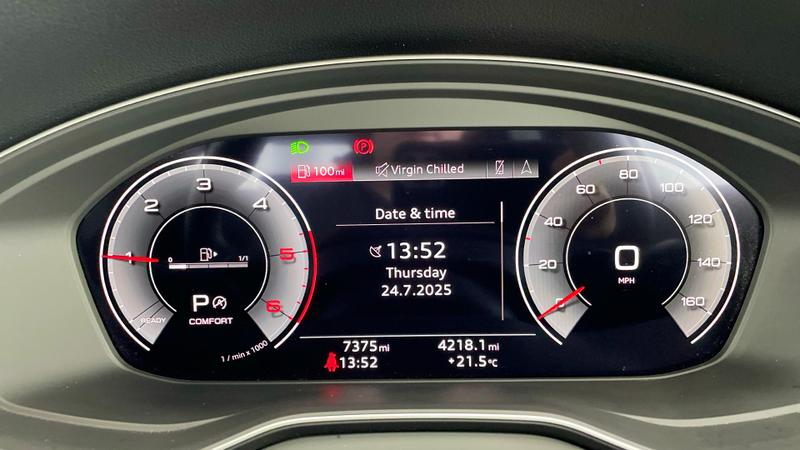 100mi
Virgin Chilled
Date & time
13:52
Thursday
24.7.2025
7375mi
4218.1mi
13:52
+21.5°C
1
2
3
4
5
6
READY
0
1/1
P
COMFORT
1 / min x 1000
0
20
40
60
80
100
120
140
160
0
MPH
P